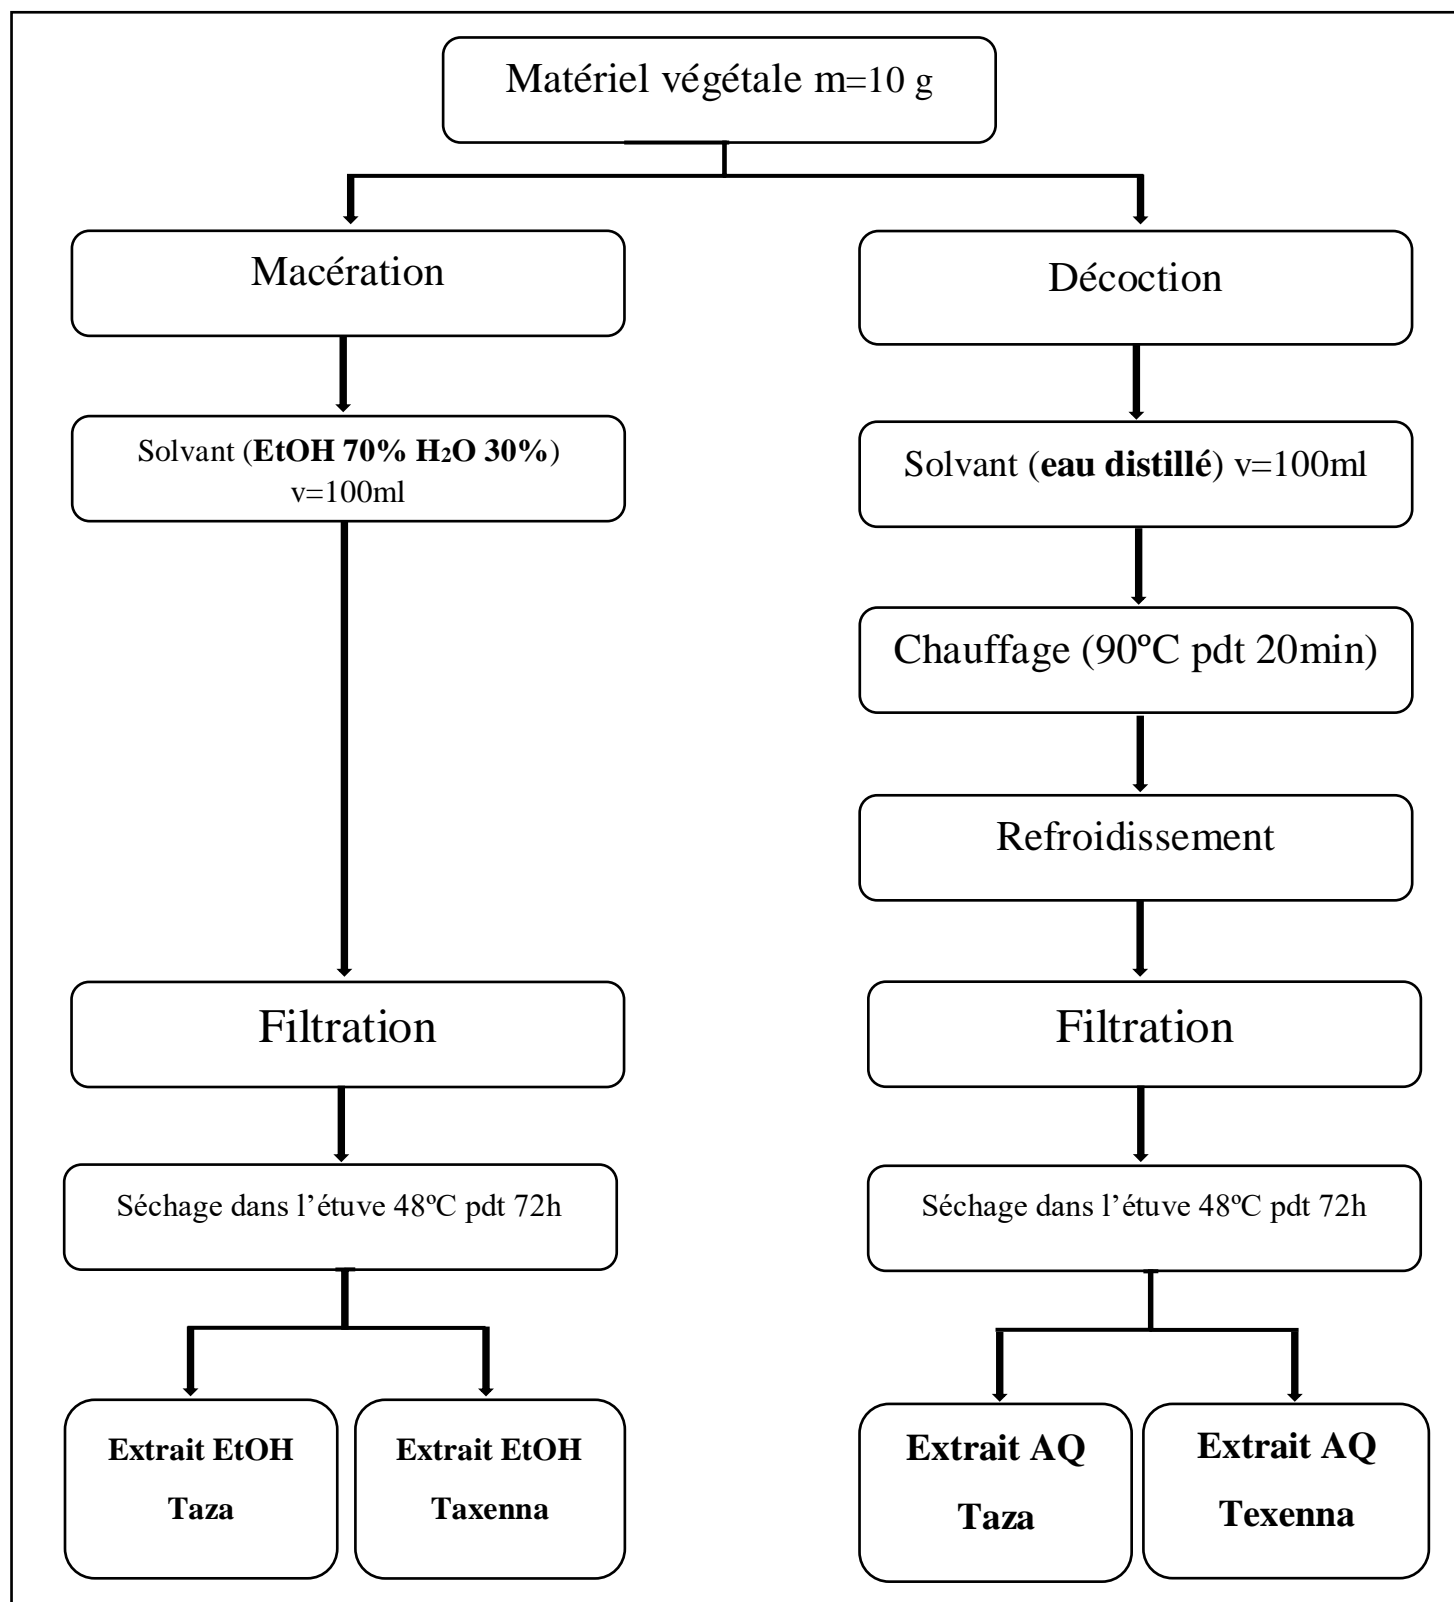 Matériel végétale m=10 g
Macération
Décoction
Solvant (EtOH 70% H₂O 30%)
v=100ml
Solvant (eau distillé) v=100ml
Chauffage (90ºC pdt 20min)
Refroidissement
Filtration
Filtration
Séchage dans l’étuve 48ºC pdt 72h
Séchage dans l’étuve 48ºC pdt 72h
Extrait EtOH
Taza
Extrait EtOH
Taxenna
Extrait AQ
Taza
Extrait AQ
Texenna